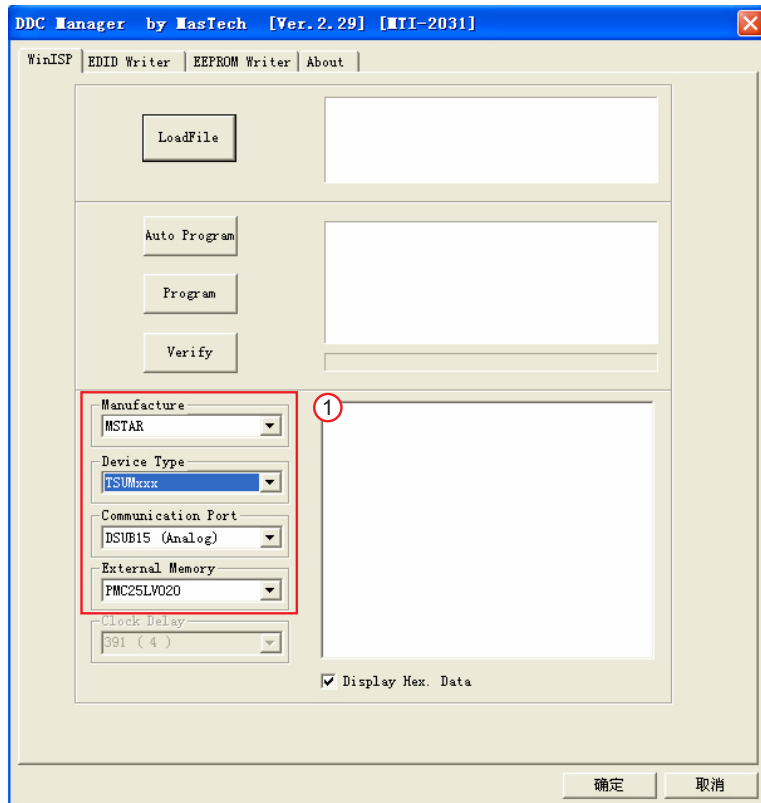 DDC Manager by MasTech [Ver.2.29] [MTI-2031]
WinISP EDID Writer EEPROM Writer About
LoadFile
Auto Program
Program
Verify
Manufacture
MSTAR
1
Device Type
TSUMxxx
Communication Port
DSUB15 (Analog)
External Memory
PMC25LV020
Clock Delay
391 ( 4 )
Display Hex. Data
确定 取消